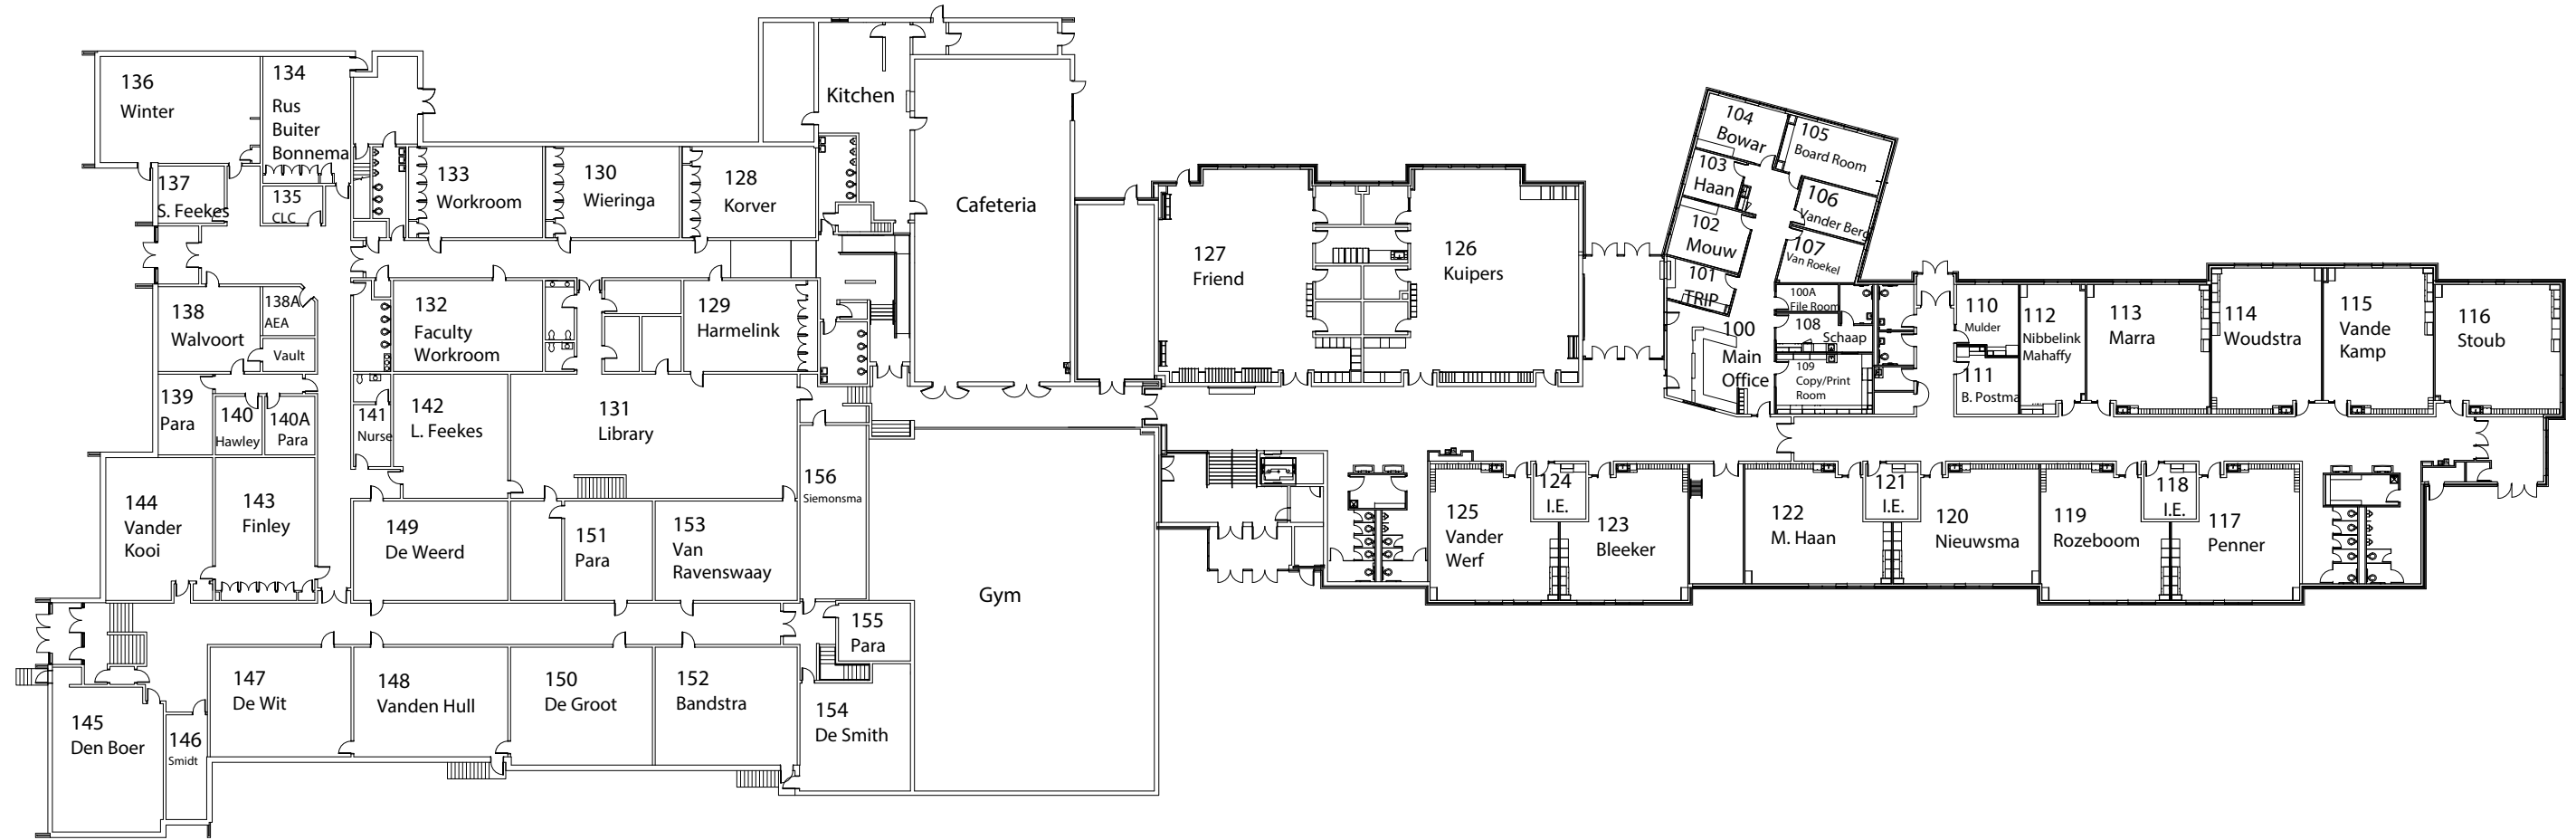 136
Winter
134
Rus
Buiter
Bonnema
137
S. Feekes
135
CLC
133
Workroom
130
Wieringa
128
Korver
Kitchen
Cafeteria
138
Walvoort
138A
AEA
Vault
132
Faculty
Workroom
129
Harmelink
139
Para
140
Hawley
140A
Para
141
Nurse
142
L. Feekes
131
Library
144
Vander
Kooi
143
Finley
149
De Weerd
151
Para
153
Van
Ravenswaay
156
Siemonsma
155
Para
Gym
145
Den Boer
146
Smidt
147
De Wit
148
Vanden Hull
150
De Groot
152
Bandstra
154
De Smith
127
Friend
126
Kuipers
104
Bowar
105
Board Room
103
Haan
106
Vander Berg
102
Mouw
107
Van Roekel
101
TRIP
100A
File Room
100
Main
Office
108
Schaap
109
Copy/Print
Room
110
Mulder
111
B. Postma
112
Nibbelink
Mahaffy
113
Marra
114
Woudstra
115
Vande
Kamp
116
Stoub
125
Vander
Werf
124
I.E.
123
Bleeker
122
M. Haan
121
I.E.
120
Nieuwsma
119
Rozeboom
118
I.E.
117
Penner